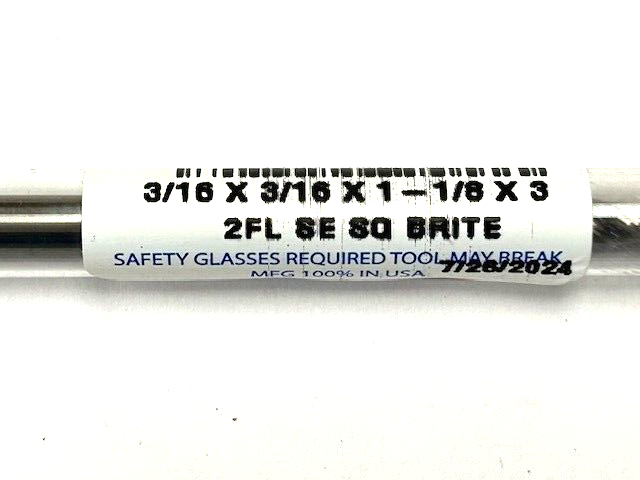 3/16 X 3/16 X 1-1/8 X 3
2FL SE SQ BRITE
SAFETY GLASSES REQUIRED TOOL MAY BREAK
MFG 100% IN USA 7/26/2024